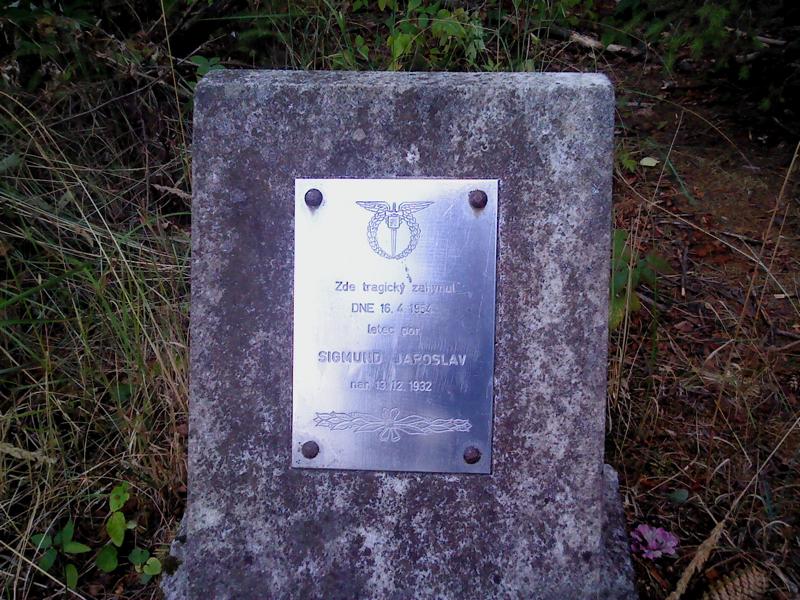 Zde tragický zahynul
DNE 16. 4 1954
letec por.
SIGMUND JAROSLAV
nar. 13.12. 1932